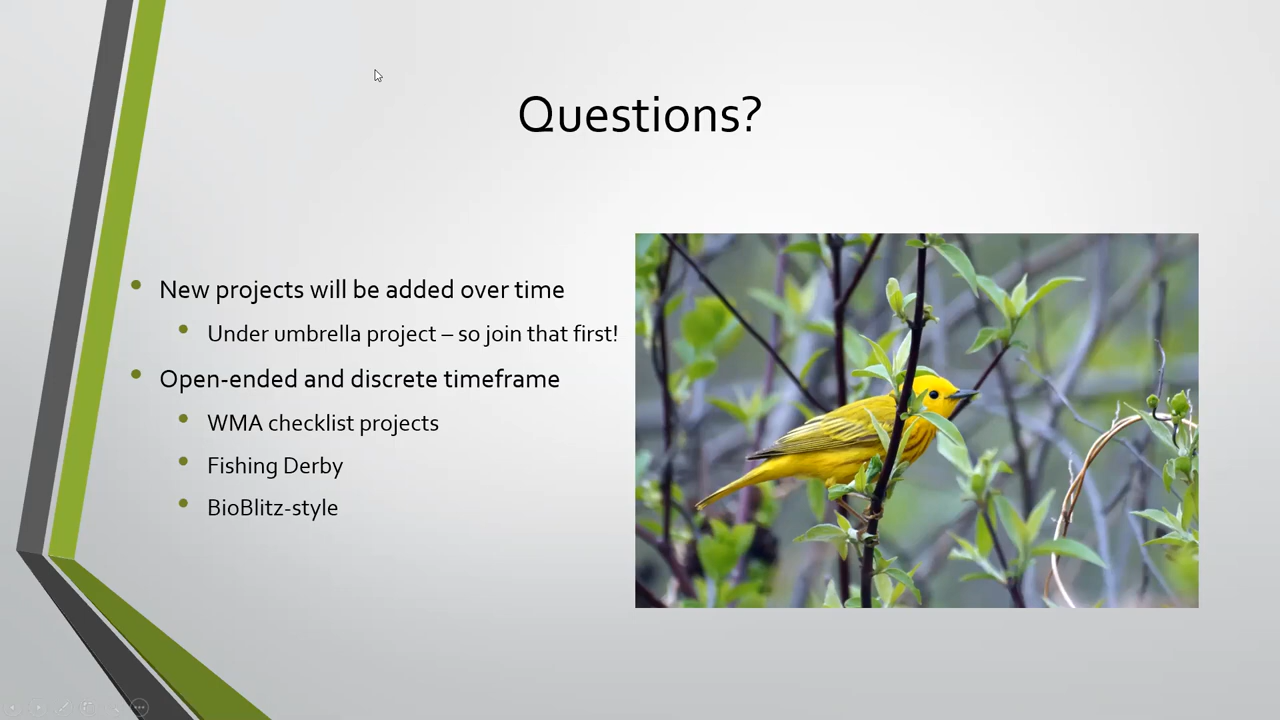 Questions?
New projects will be added over time
Under umbrella project – so join that first!
Open-ended and discrete timeframe
WMA checklist projects
Fishing Derby
BioBlitz-style